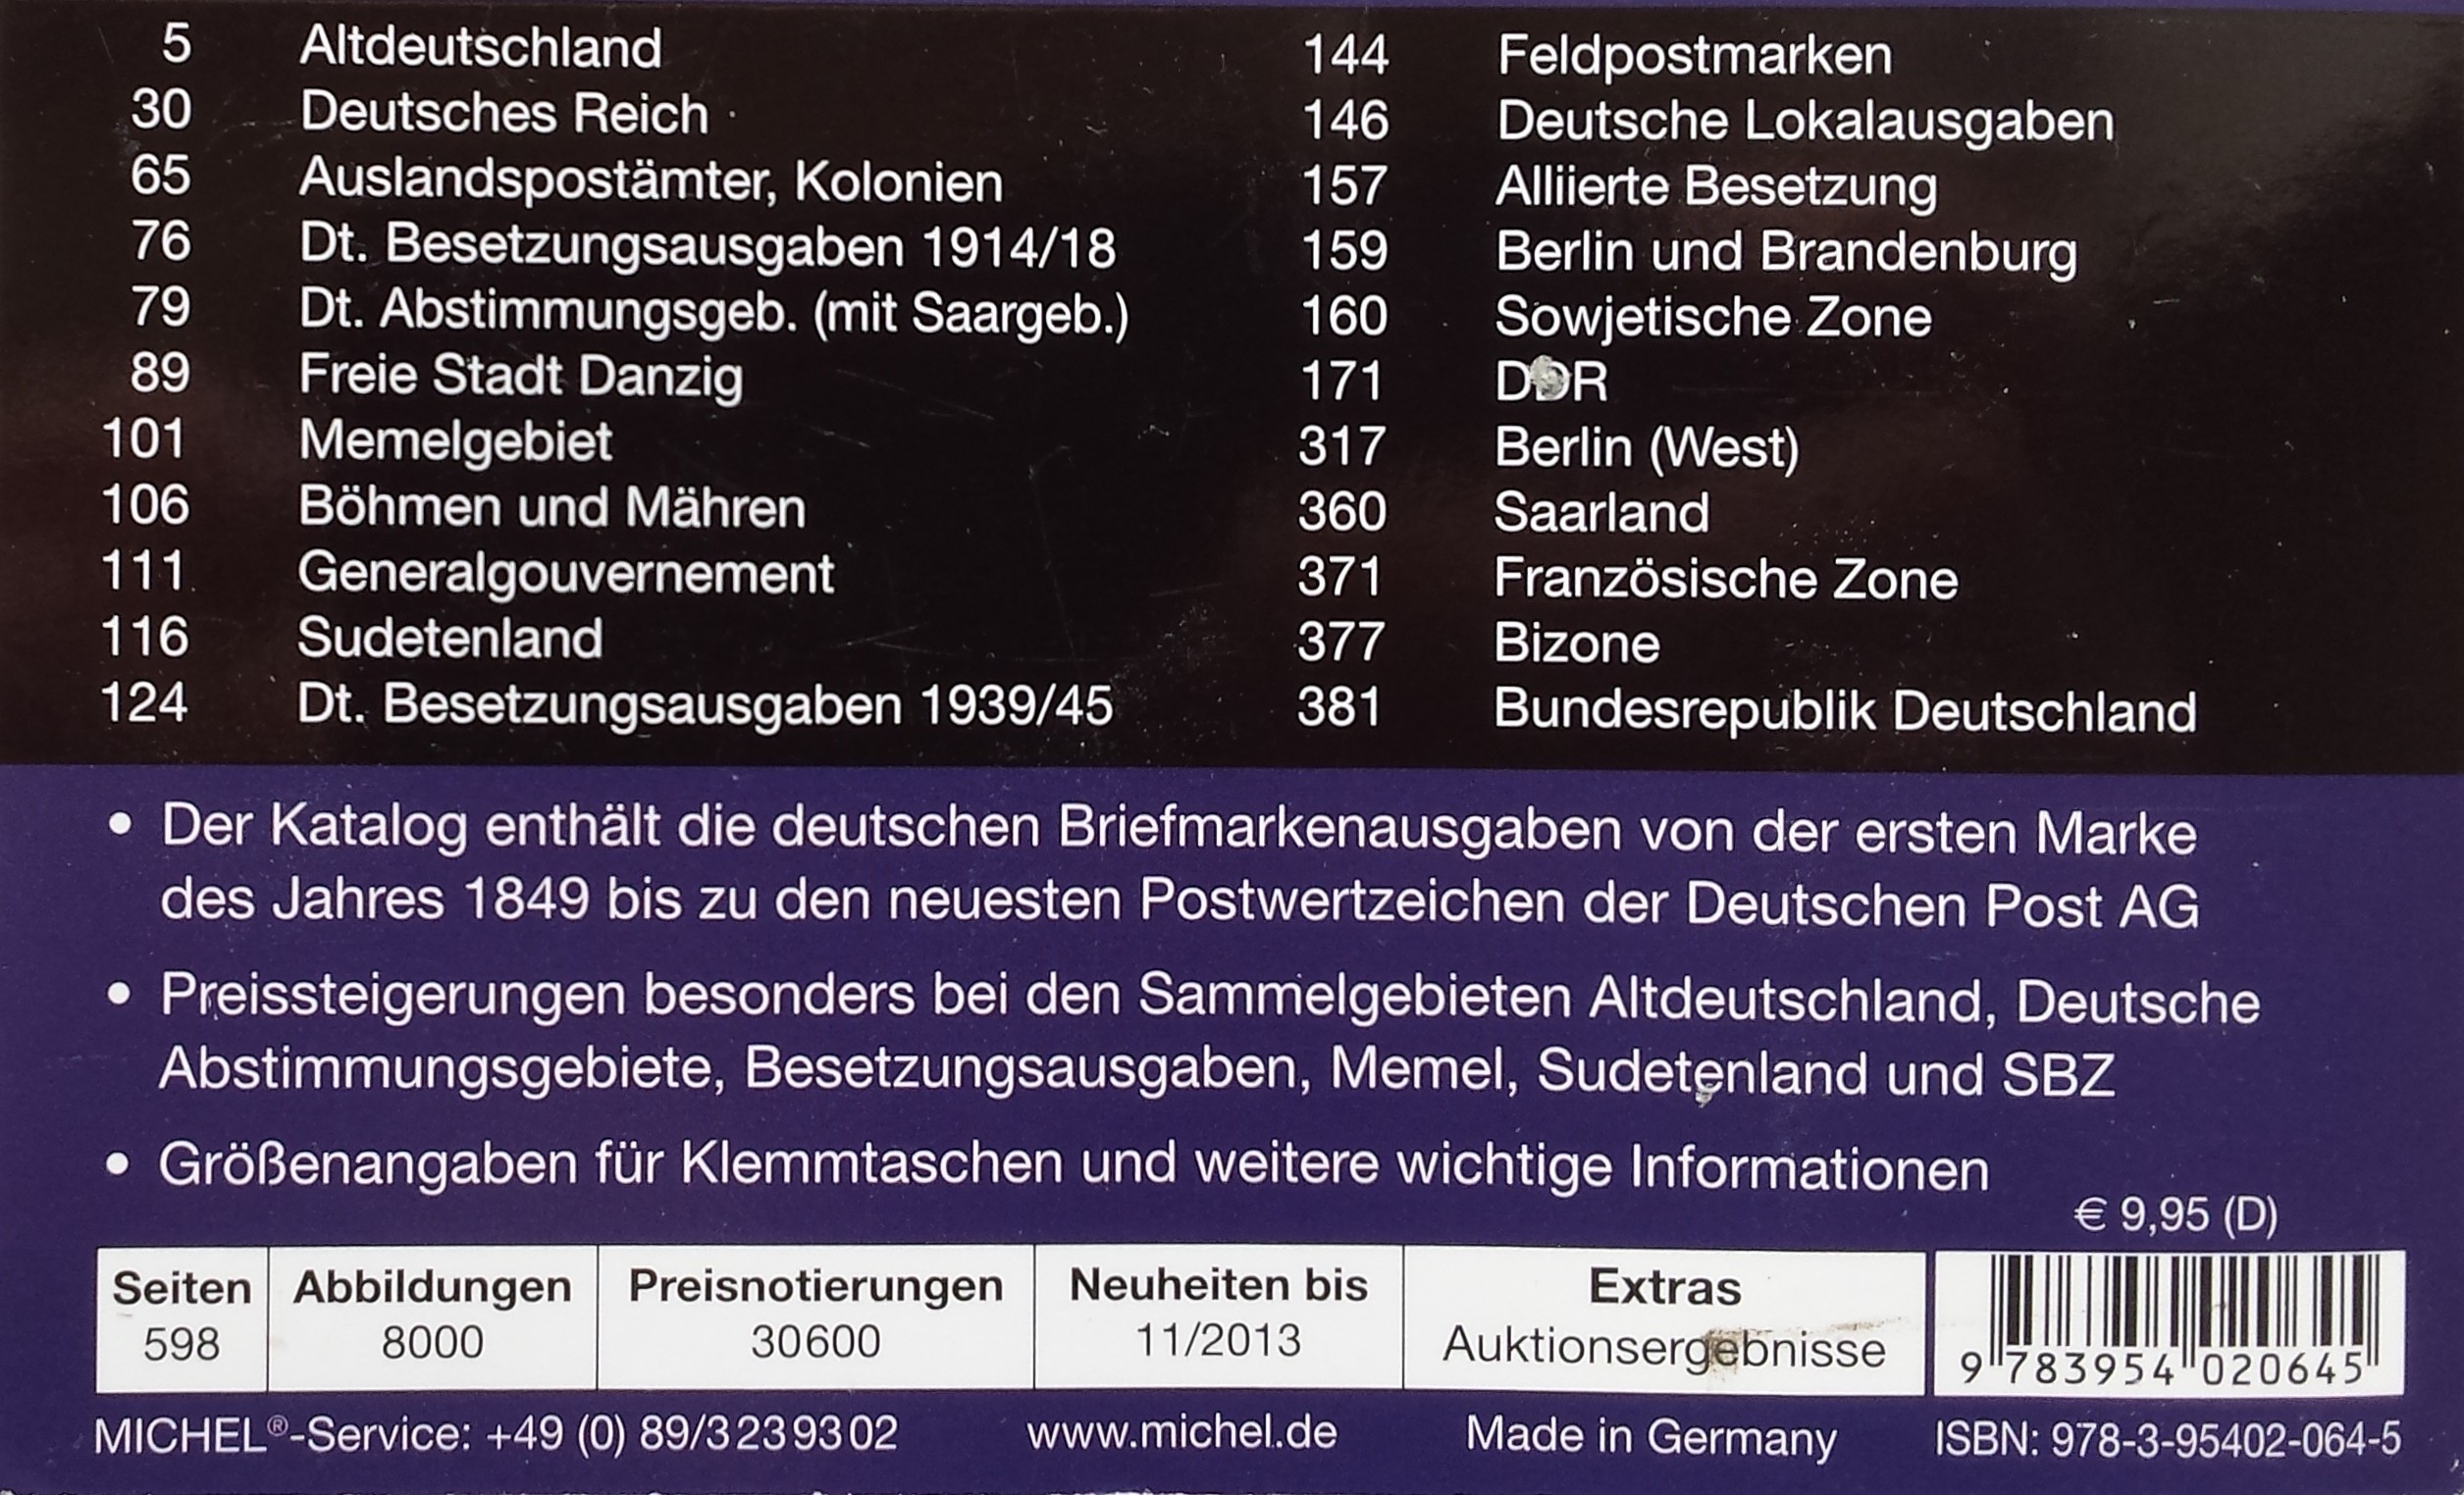 5 Altdeutschland
30 Deutsches Reich
65 Auslandspostämter, Kolonien
76 Dt. Besetzungsausgaben 1914/18
79 Dt. Abstimmungsgeb. (mit Saargeb.)
89 Freie Stadt Danzig
101 Memelgebiet
106 Böhmen und Mähren
111 Generalgouvernement
116 Sudetenland
124 Dt. Besetzungsausgaben 1939/45
144 Feldpostmarken
146 Deutsche Lokalausgaben
157 Alliierte Besetzung
159 Berlin und Brandenburg
160 Sowjetische Zone
171 DDR
317 Berlin (West)
360 Saarland
371 Französische Zone
377 Bizone
381 Bundesrepublik Deutschland
• Der Katalog enthält die deutschen Briefmarkenausgaben von der ersten Marke
des Jahres 1849 bis zu den neuesten Postwertzeichen der Deutschen Post AG
• Preissteigerungen besonders bei den Sammelgebieten Altdeutschland, Deutsche
Abstimmungsgebiete, Besetzungsausgaben, Memel, Sudetenland und SBZ
• Größenangaben für Klemmtaschen und weitere wichtige Informationen
€ 9,95 (D)
Seiten Abbildungen Preisnotierungen Neuheiten bis Extras
598 8000 30600 11/2013 Auktionsergebnisse
9 783954 020645
MICHEL®-Service: +49 (0) 89/3239302 www.michel.de Made in Germany ISBN: 978-3-95402-064-5